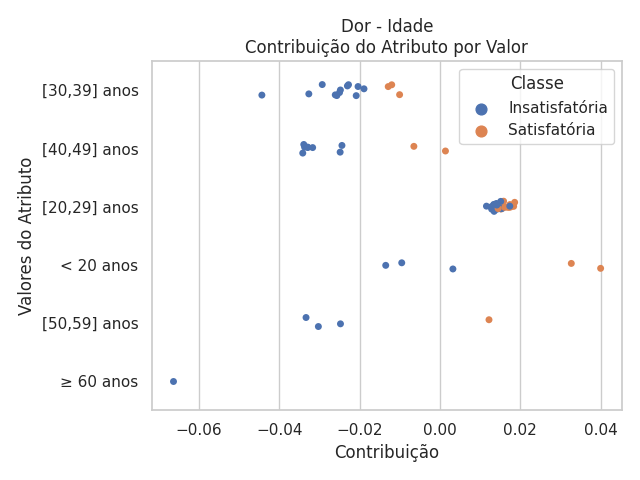 Dor - Idade
Contribuição do Atributo por Valor
Classe
Insatisfatória
Satisfatória
Valores do Atributo
[30,39] anos
[40,49] anos
[20,29] anos
< 20 anos
[50,59] anos
≥ 60 anos
−0.06 −0.04 −0.02 0.00 0.02 0.04
Contribuição